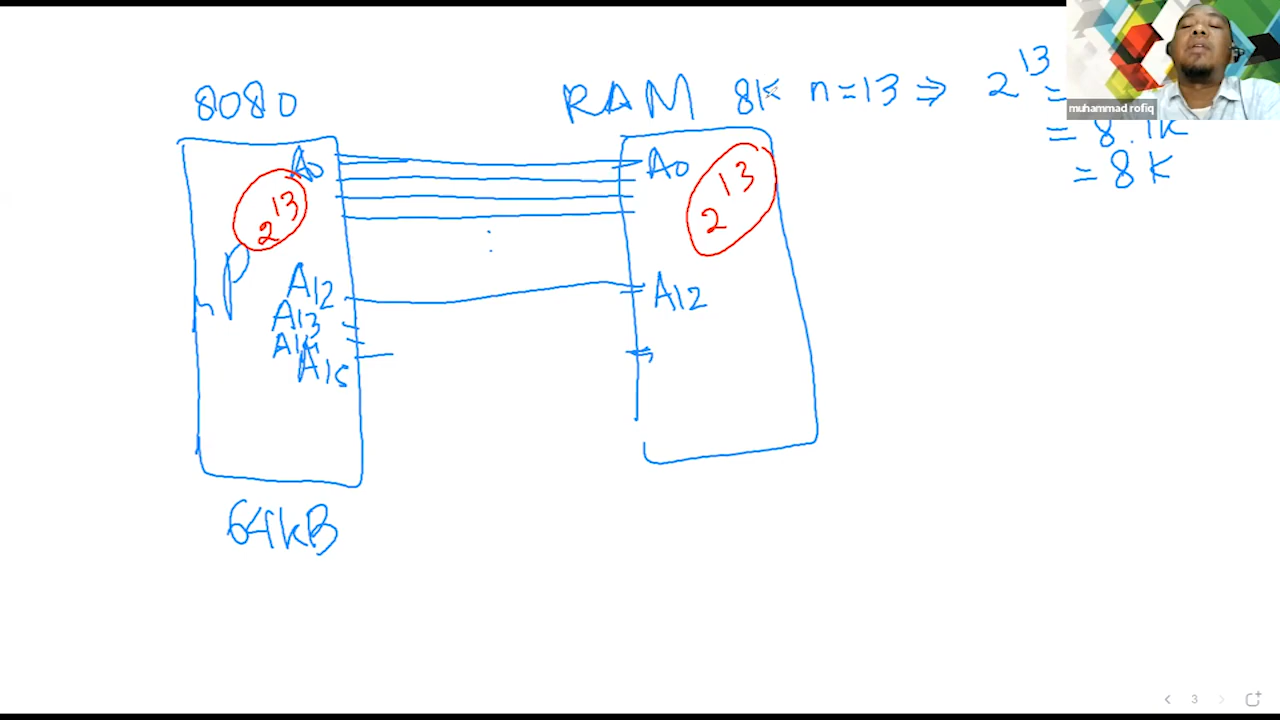 8080
RAM 8K n=13 ⇒ 2^13 =
= 8.1K
= 8K
muhammad rofiq
A0
A0
2^13
2^13
μP
A12
A12
A13
A14
A15
64kB
3